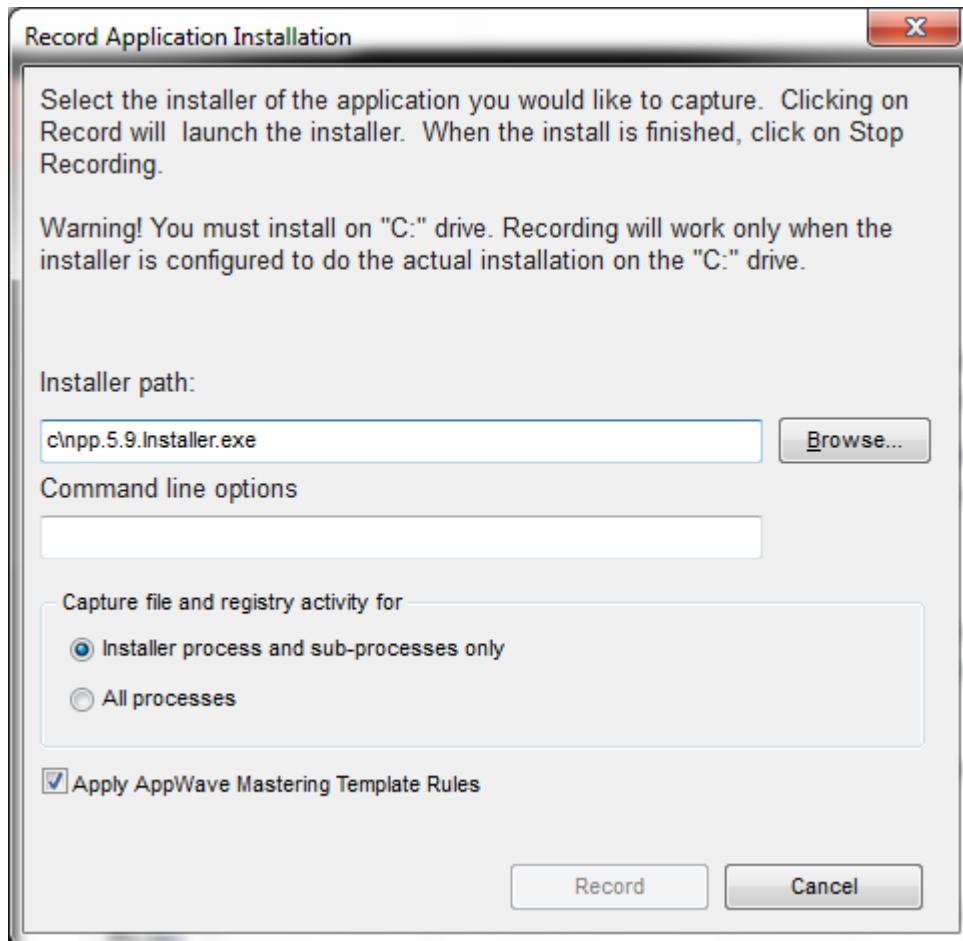 Record Application Installation
Select the installer of the application you would like to capture.  Clicking on
Record will  launch the installer.  When the install is finished, click on Stop
Recording.
Warning! You must install on "C:" drive. Recording will work only when the
installer is configured to do the actual installation on the "C:" drive.
Installer path:
c\npp.5.9.Installer.exe
Browse...
Command line options
Capture file and registry activity for
Installer process and sub-processes only
All processes
Apply AppWave Mastering Template Rules
Record
Cancel